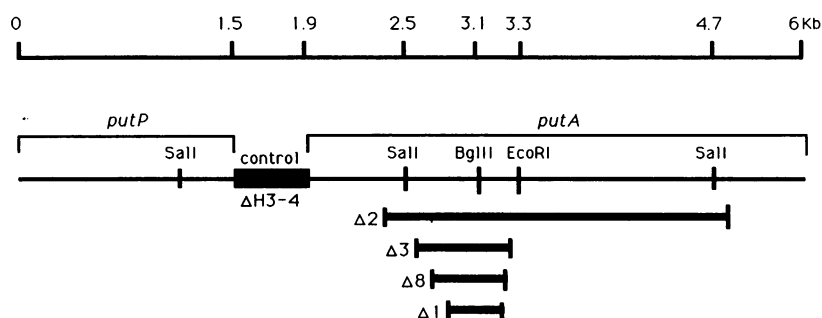 0 1.5 1.9 2.5 3.1 3.3 4.7 6Kb
putP putA
SalI control SalI BglII EcoRI SalI
ΔH3-4
Δ2
Δ3
Δ8
Δ1